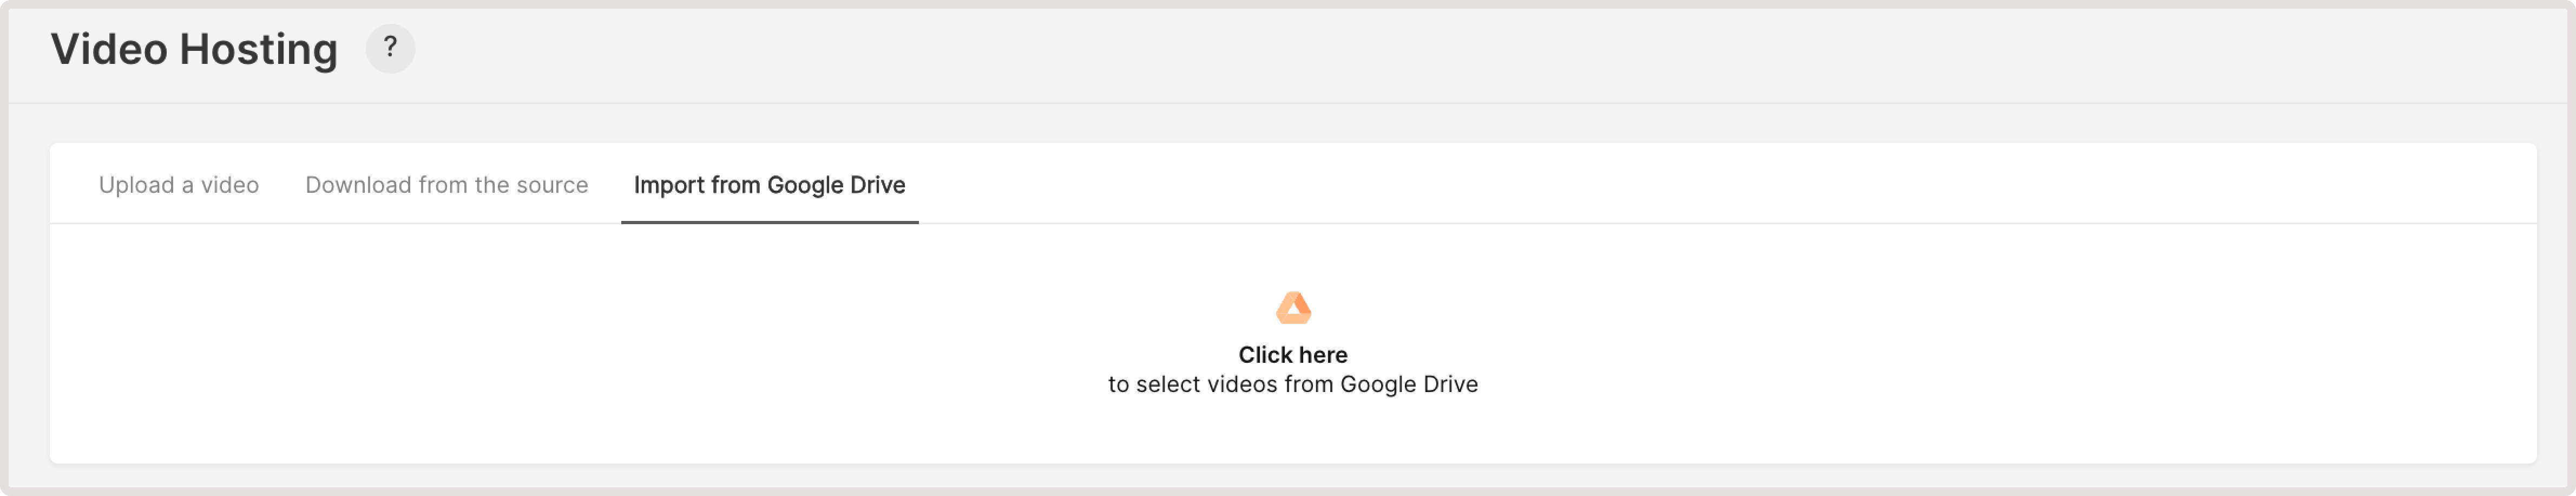 Video Hosting ?
Upload a video Download from the source Import from Google Drive
Click here
to select videos from Google Drive